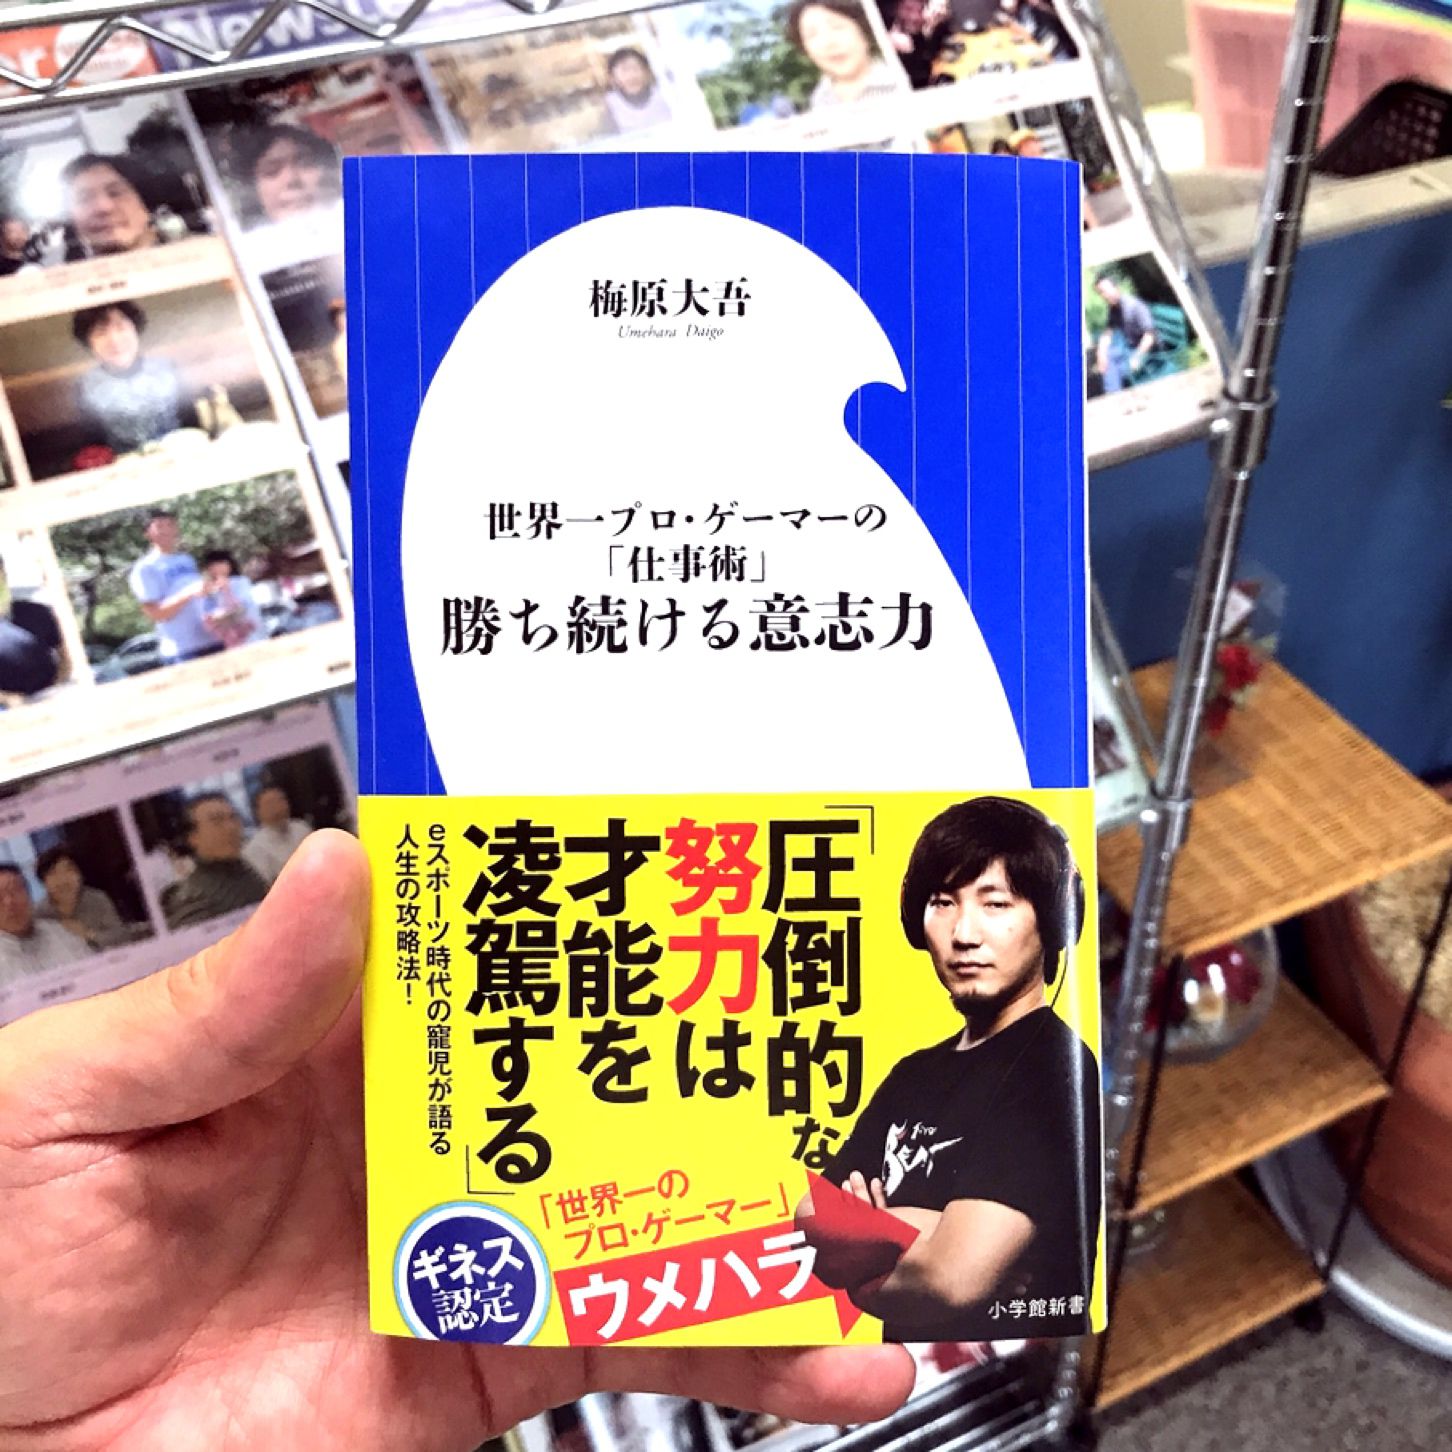 梅原大吾
Umehara Daigo
世界一プロ・ゲーマーの
「仕事術」
勝ち続ける意志力
「圧倒的な
努力は
才能を
凌駕する」
eスポーツ時代の寵児が語る
人生の攻略法!
「世界一の
プロ・ゲーマー」
ウメハラ
ギネス
認定
小学館新書